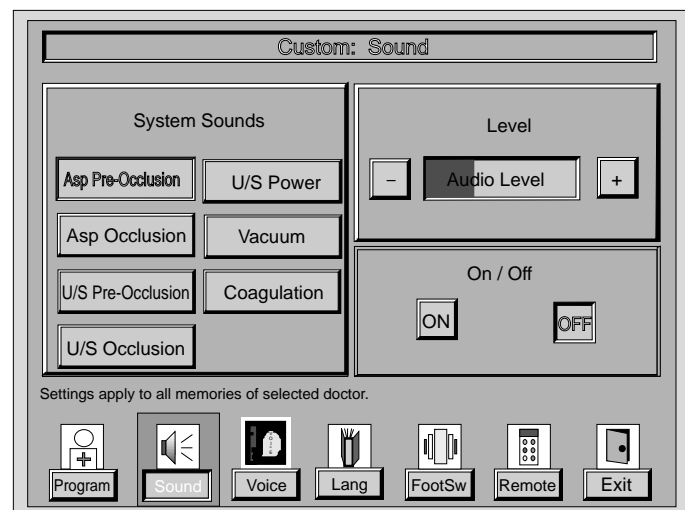 Custom: Sound
System Sounds
Asp Pre-Occlusion
U/S Power
Asp Occlusion
Vacuum
U/S Pre-Occlusion
Coagulation
U/S Occlusion
Level
−
Audio Level
+
On / Off
ON
OFF
Settings apply to all memories of selected doctor.
Program
Sound
Voice
Lang
FootSw
Remote
Exit